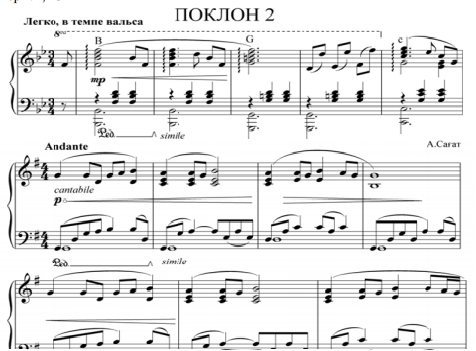 ПОКЛОН 2
Легко, в темпе вальса
8va
B G c
mp
Ped. simile
А.Сагат
Andante
cantabile
p
Ped. simile